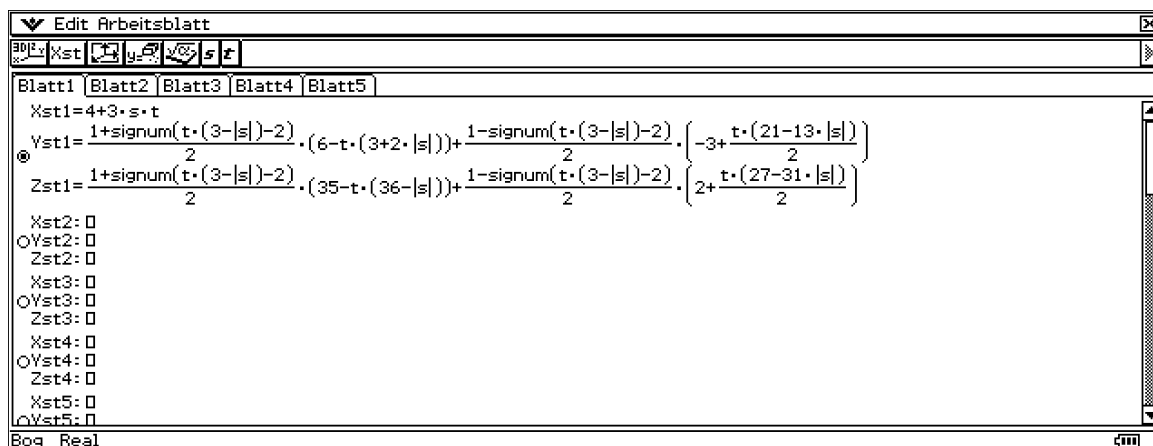 Edit Arbeitsblatt
Xst s t
Blatt1 Blatt2 Blatt3 Blatt4 Blatt5
Xst1=4+3·s·t
Yst1=(1+signum(t·(3-|s|)-2))/2·(6-t·(3+2·|s|))+(1-signum(t·(3-|s|)-2))/2·(-3+(t·(21-13·|s|))/2)
Zst1=(1+signum(t·(3-|s|)-2))/2·(35-t·(36-|s|))+(1-signum(t·(3-|s|)-2))/2·(2+(t·(27-31·|s|))/2)
Xst2:□
Yst2:□
Zst2:□
Xst3:□
Yst3:□
Zst3:□
Xst4:□
Yst4:□
Zst4:□
Xst5:□
Yst5:□
Bog Real